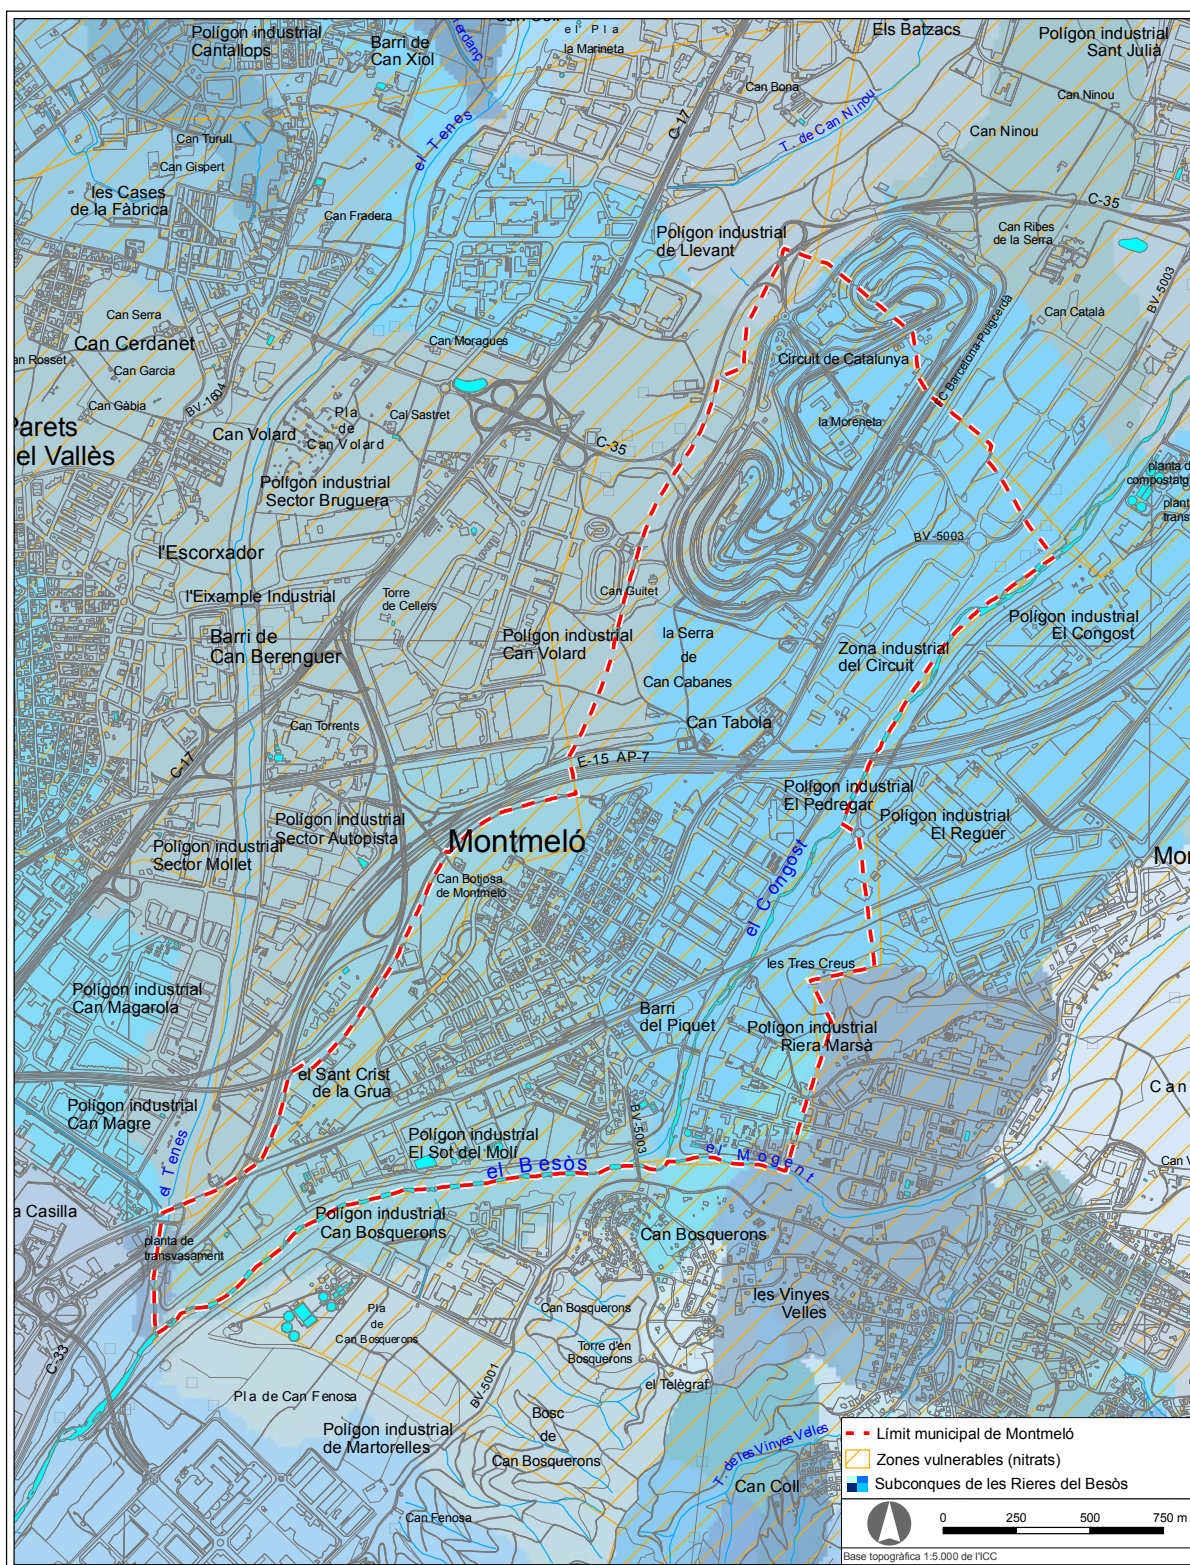 Polígon industrial
Cantallops
Barri de
Can Xiol
el Pla
la Marineta
Els Batzacs
Polígon industrial
Sant Julià
Can Bona
Can Ninou
Can Ninou
T. de Can Ninou
C-17
el Tenes
Can Turull
Can Gispert
les Cases
de la Fàbrica
Can Fradera
Polígon industrial
de Llevant
C-35
Can Ribes
de la Serra
BV-5003
Can Serra
Can Cerdanet
Can Garcia
Can Gàbia
BV-1604
Can Moragues
Circuit de Catalunya
FC Barcelona-Puigcerdà
Can Català
la Moreneta
Parets
del Vallès
Can Volard
Pla
de
Can Volard
Cal Sastret
C-35
Polígon industrial
Sector Bruguera
planta de
compostatge
BV-5003
l'Escorxador
l'Eixample Industrial
Torre
de Cellers
Can Guitet
Barri de
Can Berenguer
Polígon industrial
Can Volard
la Serra
de
Can Cabanes
Zona industrial
del Circuit
Polígon industrial
El Congost
Can Torrents
Can Tabola
C-17
E-15 AP-7
Polígon industrial
El Pedregar
Polígon industrial
El Reguer
Polígon industrial
Sector Autopista
Polígon industrial
Sector Mollet
Montmeló
Can Botjosa
de Montmeló
el Congost
les Tres Creus
Polígon industrial
Can Magarola
Barri
del Piquet
Polígon industrial
Riera Marsà
el Sant Crist
de la Grua
Polígon industrial
Can Magre
BV-5003
Polígon industrial
El Sot del Molí
el Besòs
el Mogent
el Tenes
la Casilla
Polígon industrial
Can Bosquerons
Can Bosquerons
planta de
transvasament
les Vinyes
Velles
Pla
de
Can Bosquerons
Can Bosquerons
Torre d'en
Bosquerons
C-33
BV-5001
el Telègraf
Pla de Can Fenosa
Polígon industrial
de Martorelles
Bosc
de
Can Bosquerons
T. de les Vinyes Velles
Can Coll
Can Fenosa
Límit municipal de Montmeló
Zones vulnerables (nitrats)
Subconques de les Rieres del Besòs
0 250 500 750 m
Base topogràfica 1:5.000 de l'ICC